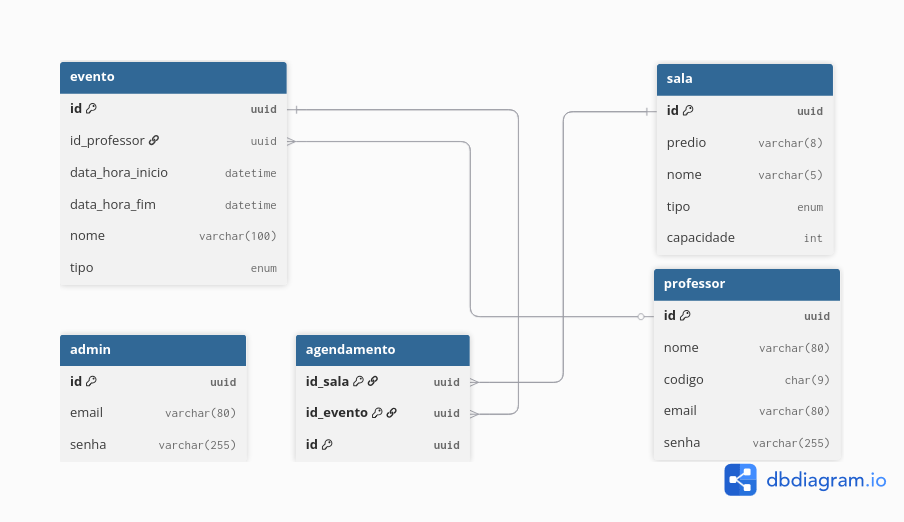 evento
id uuid
id_professor uuid
data_hora_inicio datetime
data_hora_fim datetime
nome varchar(100)
tipo enum
sala
id uuid
predio varchar(8)
nome varchar(5)
tipo enum
capacidade int
professor
id uuid
nome varchar(80)
codigo char(9)
email varchar(80)
senha varchar(255)
admin
id uuid
email varchar(80)
senha varchar(255)
agendamento
id_sala uuid
id_evento uuid
id uuid
dbdiagram.io